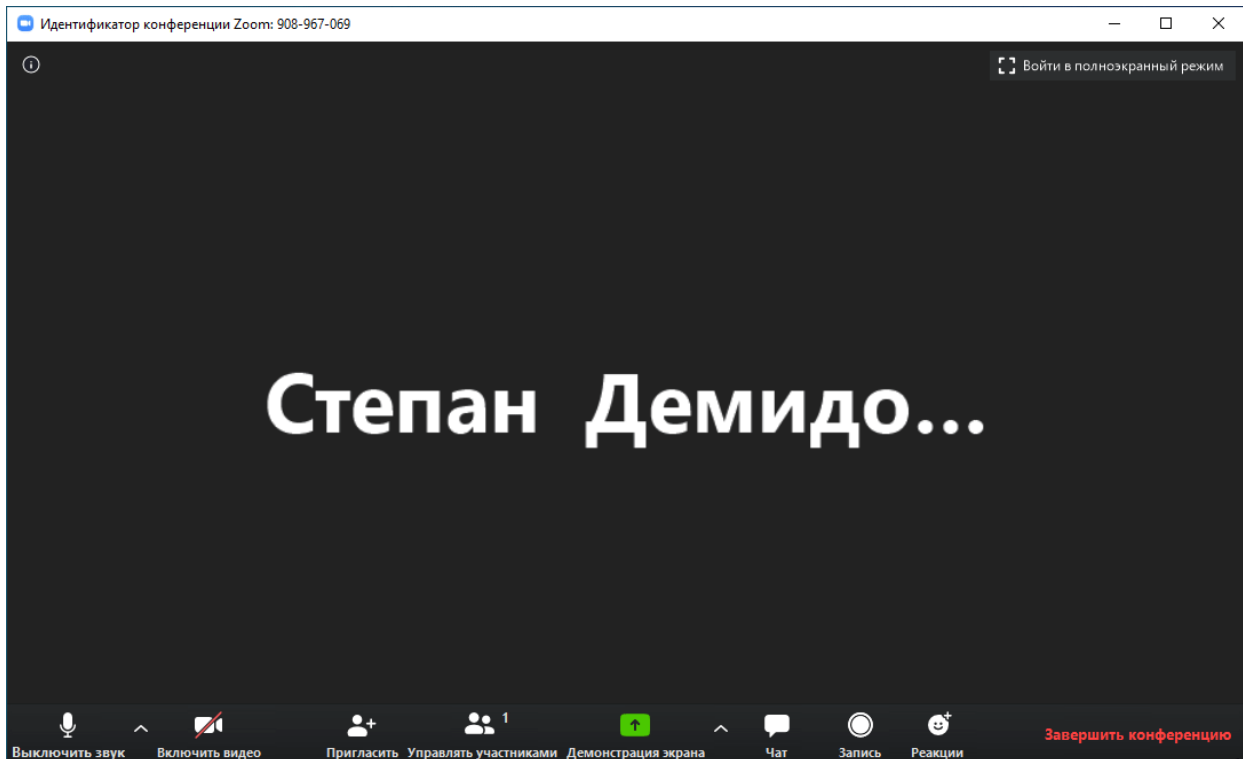 Идентификатор конференции Zoom: 908-967-069
Войти в полноэкранный режим
Степан Демидо...
1
Выключить звук Включить видео Пригласить Управлять участниками Демонстрация экрана Чат Запись Реакции Завершить конференцию